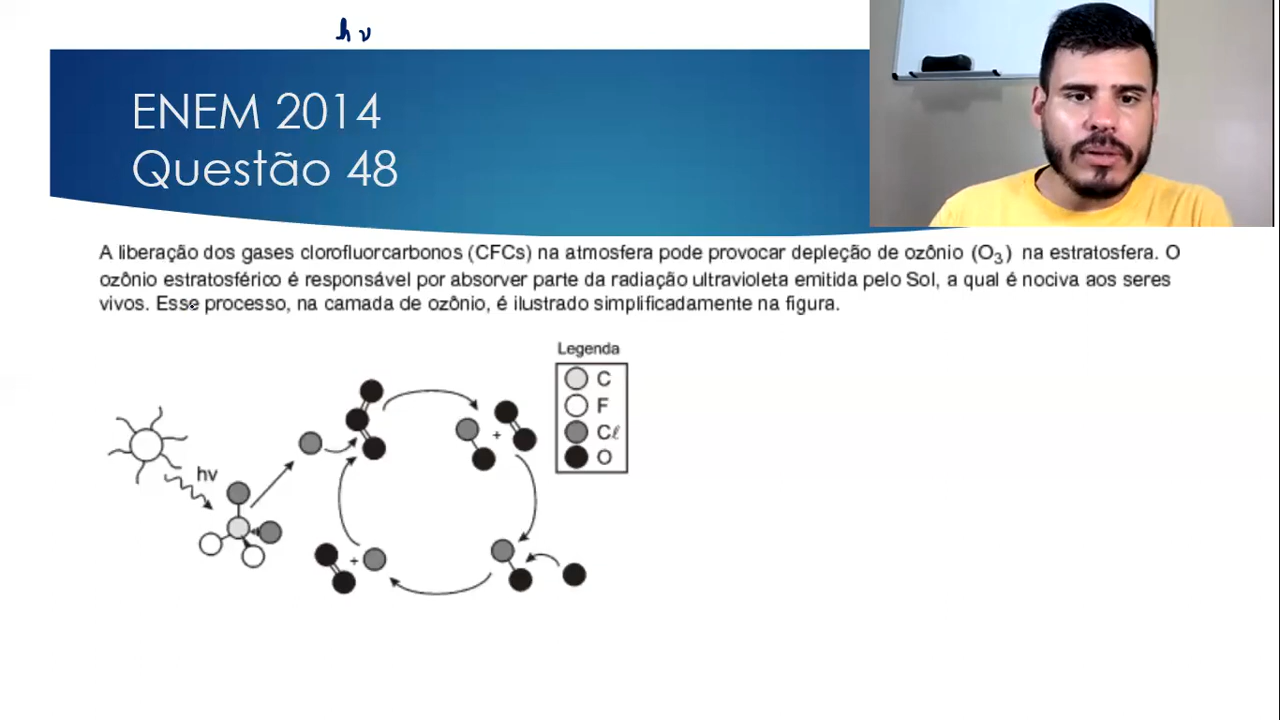 hν
ENEM 2014
Questão 48
A liberação dos gases clorofluorcarbonos (CFCs) na atmosfera pode provocar depleção de ozônio (O₃) na estratosfera. O
ozônio estratosférico é responsável por absorver parte da radiação ultravioleta emitida pelo Sol, a qual é nociva aos seres
vivos. Esse processo, na camada de ozônio, é ilustrado simplificadamente na figura.
Legenda
C
F
Cℓ
O
hν
+
+